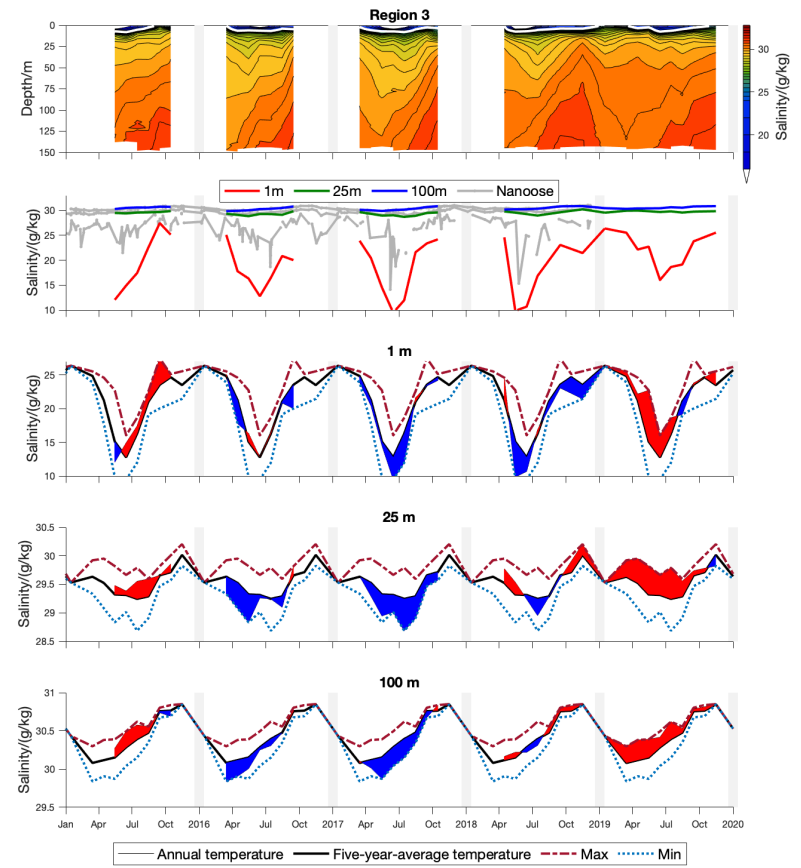 Region 3
0
25
50
75
100
125
150
Depth/m
30
25
20
Salinity/(g/kg)
1m 25m 100m Nanoose
30
25
20
15
10
Salinity/(g/kg)
1 m
25
20
15
10
Salinity/(g/kg)
25 m
30.5
30
29.5
29
28.5
Salinity/(g/kg)
100 m
31
30.5
30
29.5
Salinity/(g/kg)
Jan Apr Jul Oct 2016 Apr Jul Oct 2017 Apr Jul Oct 2018 Apr Jul Oct 2019 Apr Jul Oct 2020
Annual temperature Five-year-average temperature Max Min